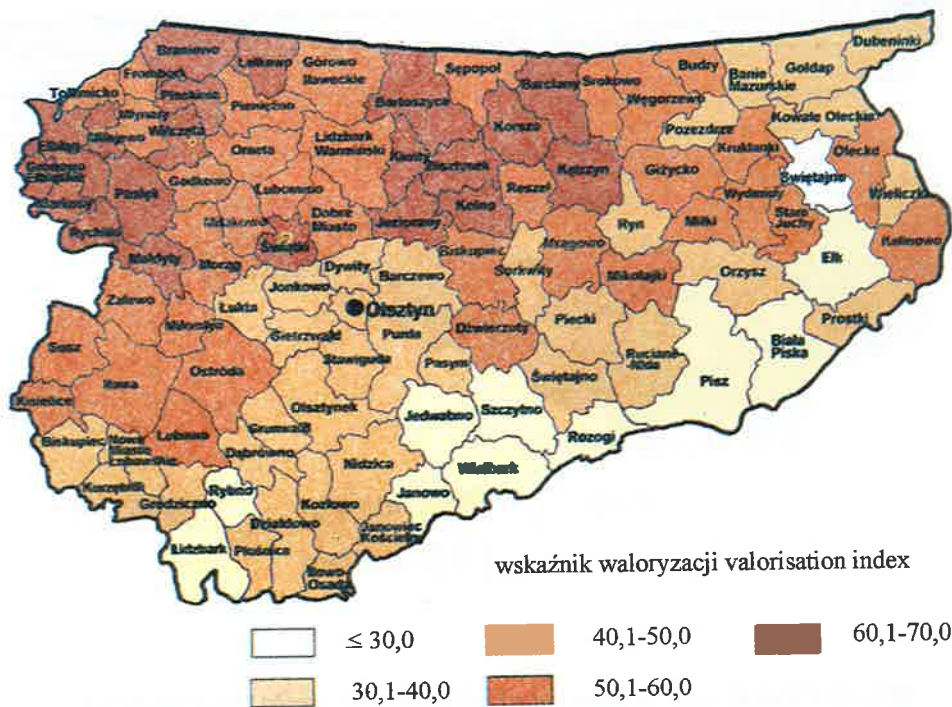 Dubeninki
Braniewo
Lelkowo
Górowo
Iławeckie
Sępopol
Barciany
Srokowo
Budry
Banie
Mazurskie
Gołdap
Frombork
Tolkmicko
Płoskinia
Pieniężno
Bartoszyce
Korsze
Węgorzewo
Pozezdrze
Kowale Oleckie
Młynary
Wilczęta
Milejewo
Orneta
Lidzbark
Warmiński
Kiwity
Bisztynek
Kętrzyn
Kruklanki
Olecko
Elbląg
Pasłęk
Godkowo
Lubomino
Reszel
Giżycko
Świętajno
Wieliczki
Kolno
Wydminy
Rychliki
Miłakowo
Dobre
Miasto
Jeziorany
Ryn
Miłki
Stare
Juchy
Kalinowo
Świątki
Biskupiec
Mrągowo
Ełk
Małdyty
Morąg
Dywity
Barczewo
Sorkwity
Mikołajki
Orzysz
Jonkowo
Zalewo
Łukta
Olsztyn
Prostki
Miłomłyn
Gietrzwałd
Purda
Dźwierzuty
Piecki
Biała
Piska
Susz
Stawiguda
Pasym
Ruciane
-Nida
Iława
Ostróda
Świętajno
Pisz
Kisielice
Olsztynek
Jedwabno
Szczytno
Grunwald
Lubawa
Rozogi
Biskupiec
Nowe
Miasto
Lubawskie
Dąbrówno
Nidzica
Wielbark
Kurzętnik
Rybno
Janowo
Grodziczno
Kozłowo
Działdowo
Janowiec
Kościelny
Lidzbark
Płośnica
Iłowo
Osada
wskaźnik waloryzacji valorisation index
≤ 30,0
40,1-50,0
60,1-70,0
30,1-40,0
50,1-60,0